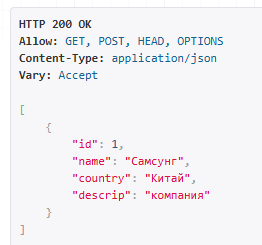 HTTP 200 OK
Allow: GET, POST, HEAD, OPTIONS
Content-Type: application/json
Vary: Accept
[
    {
        "id": 1,
        "name": "Самсунг",
        "country": "Китай",
        "descrip": "компания"
    }
]